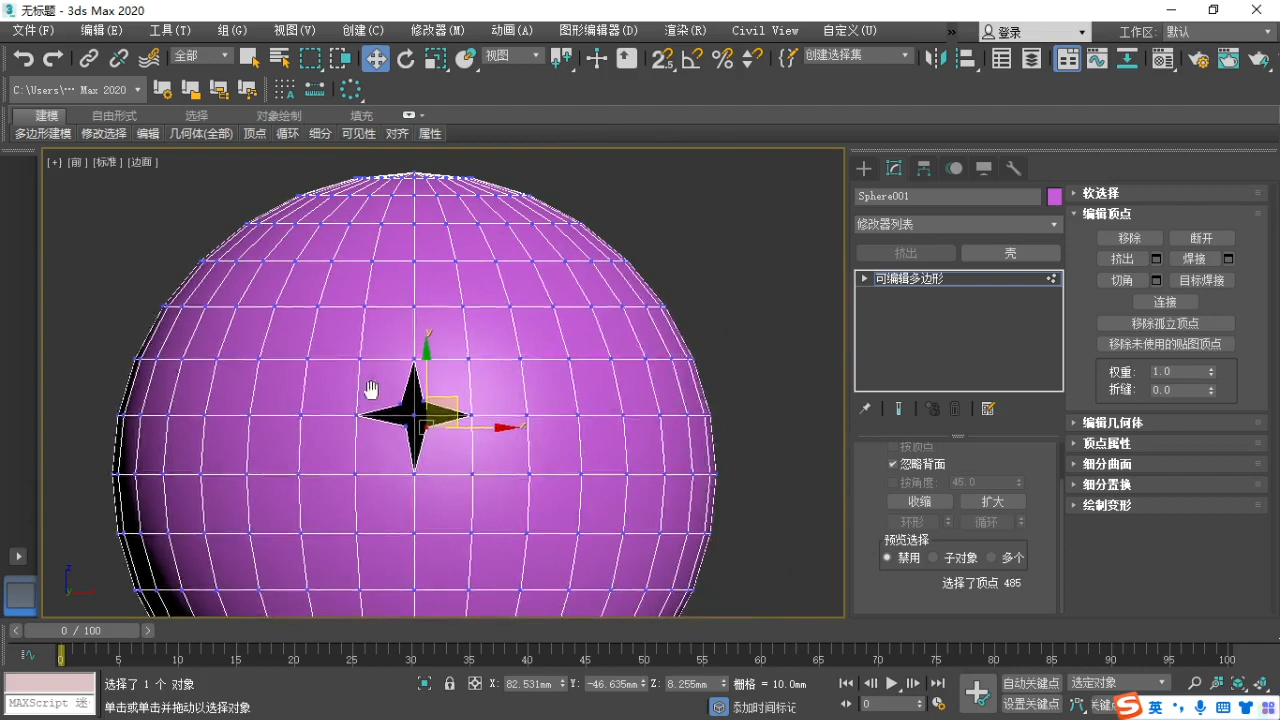 无标题 - 3ds Max 2020
文件(F) 编辑(E) 工具(T) 组(G) 视图(V) 创建(C) 修改器(M) 动画(A) 图形编辑器(D) 渲染(R) Civil View 自定义(U) » 登录 工作区: 默认
全部 视图 创建选择集
C:\Users\··· Max 2020
建模 自由形式 选择 对象绘制 填充
多边形建模 修改选择 编辑 几何体(全部) 顶点 循环 细分 可见性 对齐 属性
[+] [前] [标准] [边面]
Sphere001
修改器列表
挤出 壳
可编辑多边形
按顶点
忽略背面
按角度: 45.0
收缩 扩大
环形 循环
预览选择
禁用 子对象 多个
选择了顶点 485
软选择
编辑顶点
移除 断开
挤出 焊接
切角 目标焊接
连接
移除孤立顶点
移除未使用的贴图顶点
权重: 1.0
折缝: 0.0
编辑几何体
顶点属性
细分曲面
细分置换
绘制变形
y
x
z
0 / 100
0 5 10 15 20 25 30 35 40 45 50 55 60 65 70 75 80 85 90 95 100
选择了 1 个 对象 X: 82.531mm Y: -46.635mm Z: 8.255mm 栅格 = 10.0mm 自动关键点 选定对象
MAXScript 迷 单击或单击并拖动以选择对象 添加时间标记 0 设置关键点 英